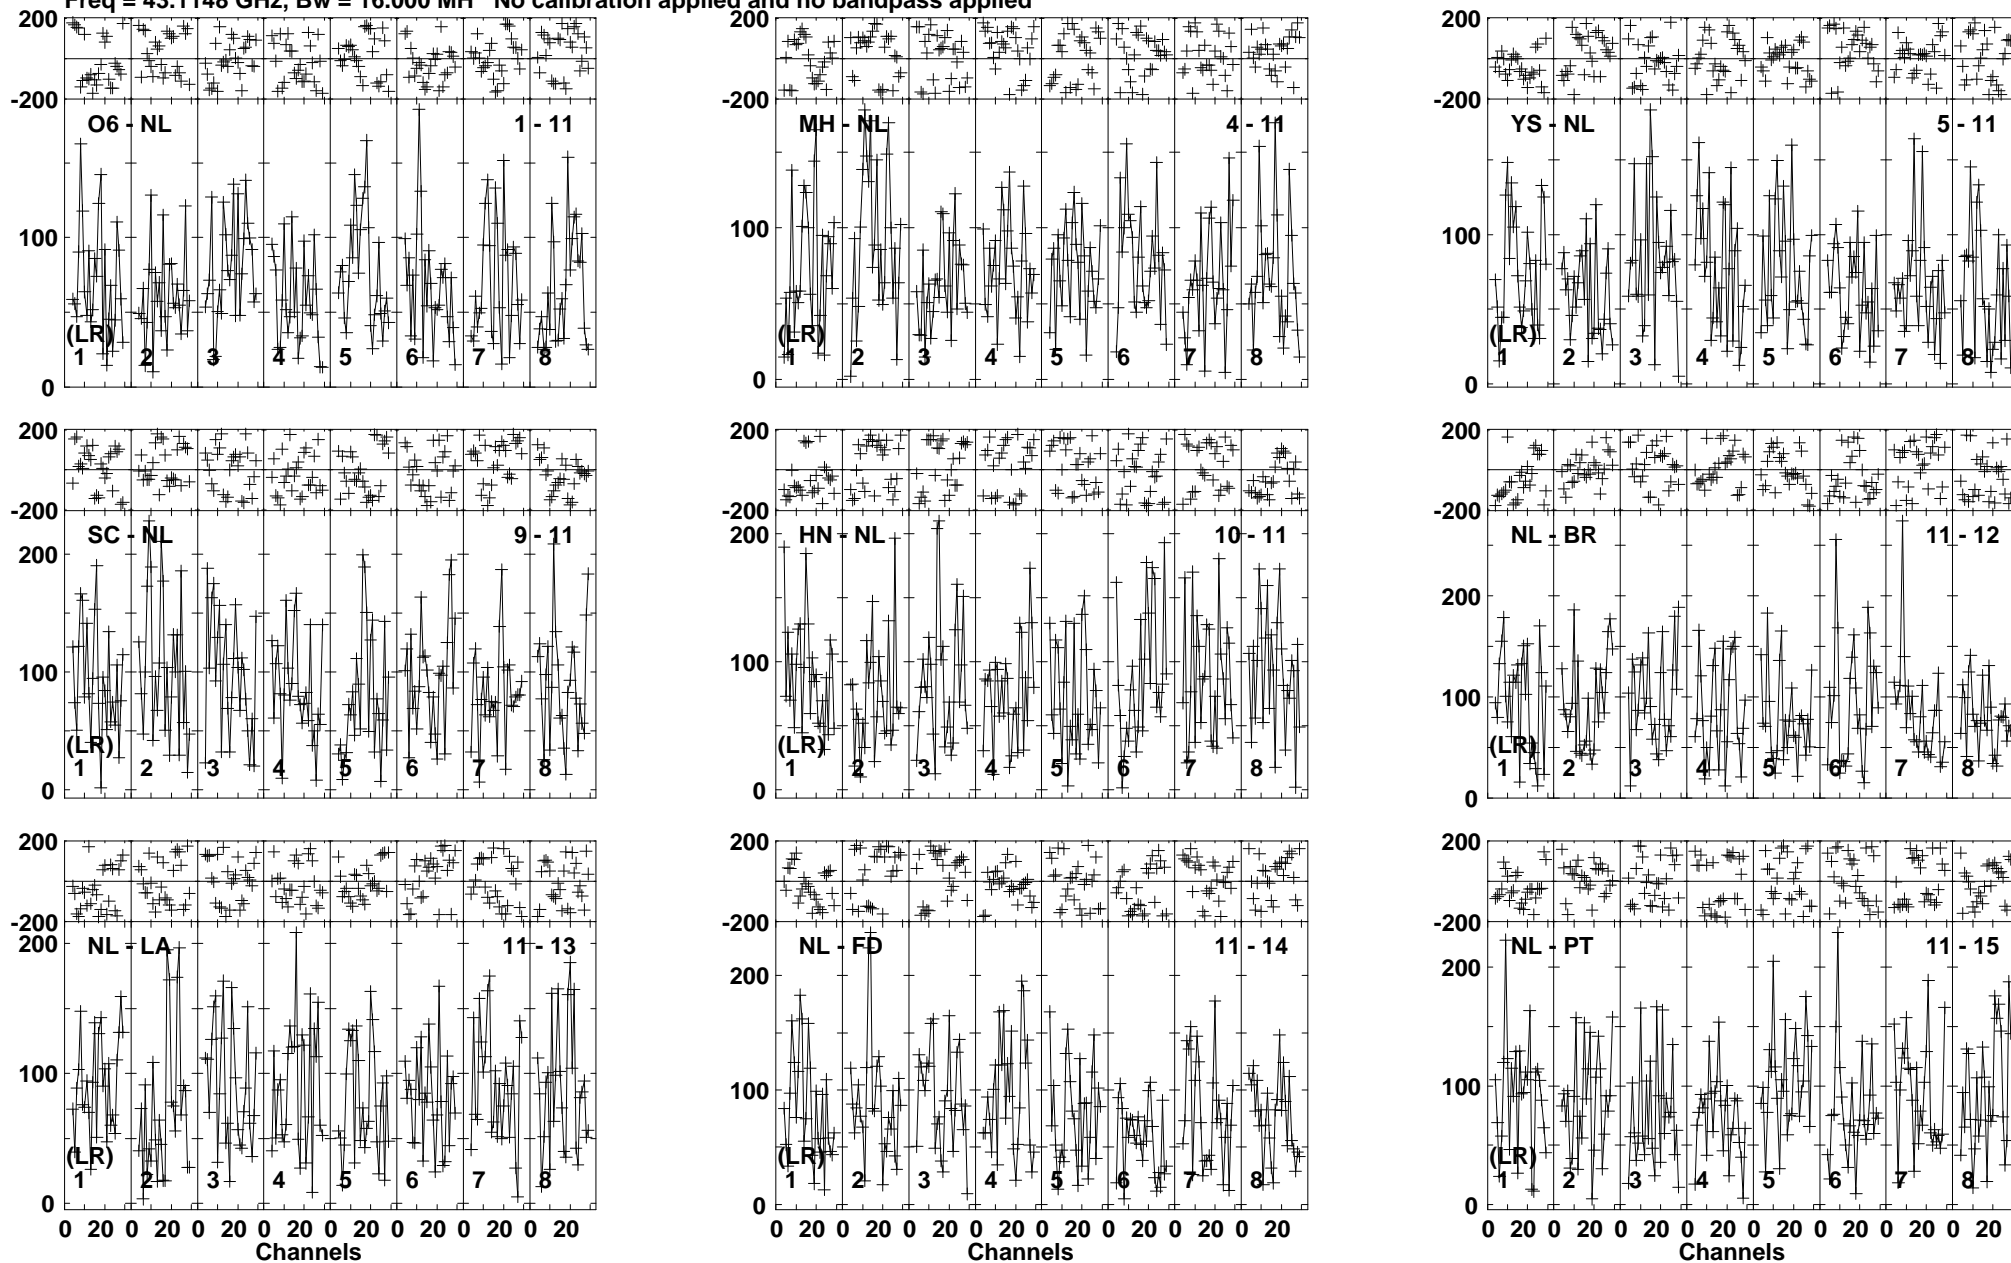 Freq = 43.1148 GHz, Bw = 16.000 MH No calibration applied and no bandpass applied
200 200 200
-200 -200 -200
O6 - NL 1 - 11 MH - NL 4 - 11 YS - NL 5 - 11
100 100 100
(LR) (LR) (LR)
1 2 3 4 5 6 7 8 1 2 3 4 5 6 7 8 1 2 3 4 5 6 7 8
0 0 0
200 200 200
-200 -200 -200
SC - NL 9 - 11 HN - NL 10 - 11 NL - BR 11 - 12
200 200 200
100 100 100
(LR) (LR) (LR)
1 2 3 4 5 6 7 8 1 2 3 4 5 6 7 8 1 2 3 4 5 6 7 8
0 0 0
200 200 200
-200 -200 -200
NL - LA 11 - 13 NL - FD 11 - 14 NL - PT 11 - 15
200 200 200
100 100 100
(LR) (LR) (LR)
1 2 3 4 5 6 7 8 1 2 3 4 5 6 7 8 1 2 3 4 5 6 7 8
0 0 0
0 20 0 20 0 20 0 20 0 20 0 20 0 20 0 20 0 20 0 20 0 20 0 20 0 20 0 20 0 20 0 20 0 20 0 20 0 20 0 20 0 20 0 20 0 20 0 20
Channels Channels Channels